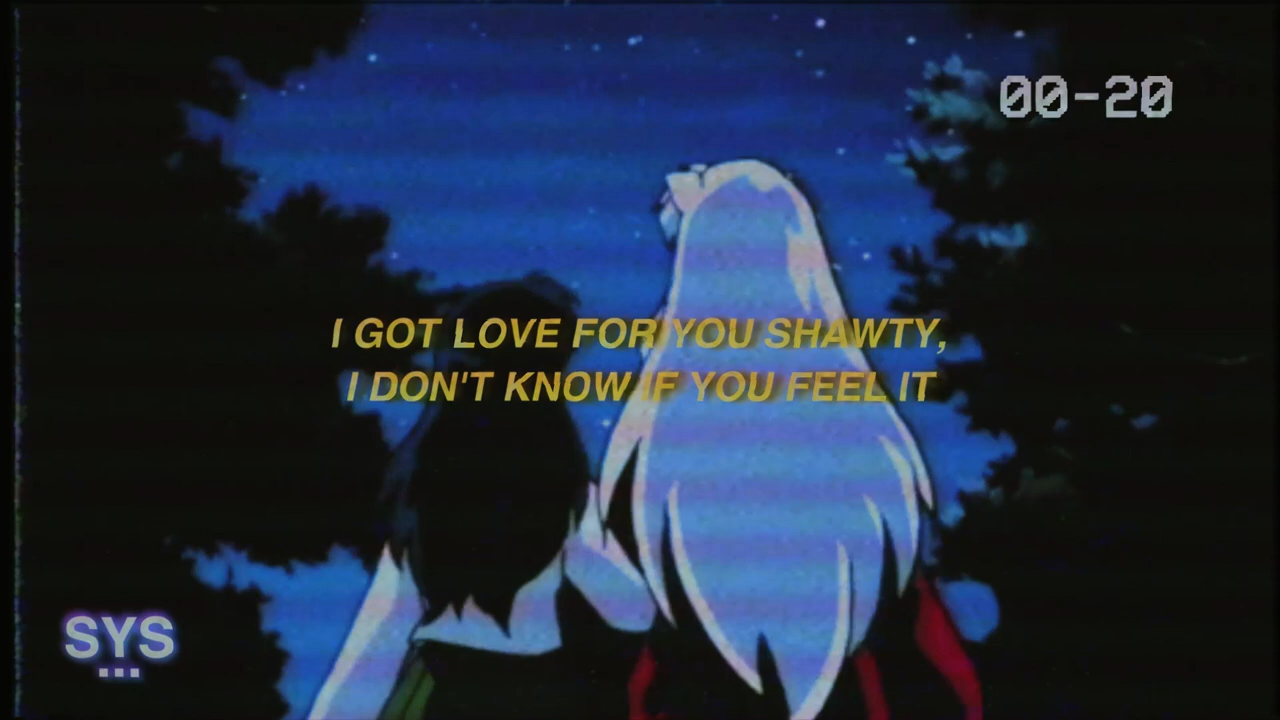 00-20
I GOT LOVE FOR YOU SHAWTY,
I DON'T KNOW IF YOU FEEL IT
SYS
...